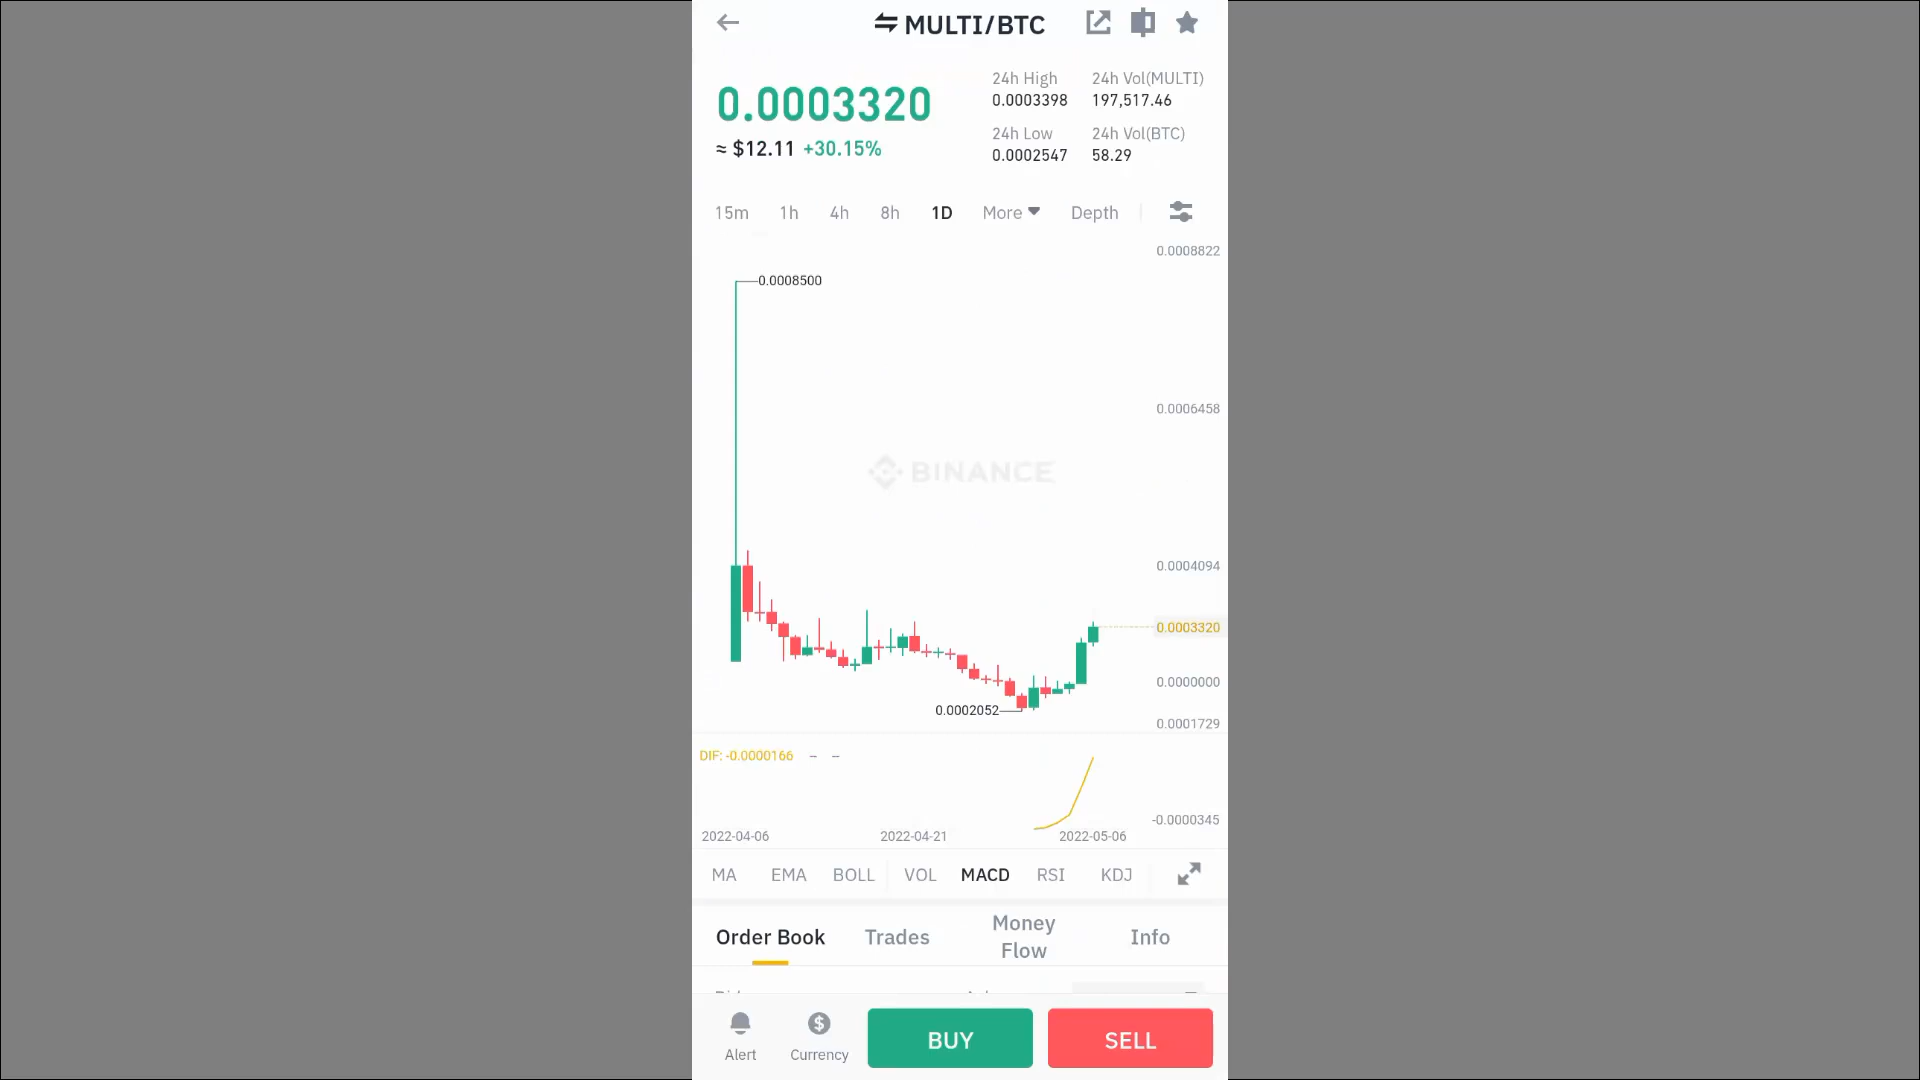 MULTI/BTC
0.0003320
≈ $12.11 +30.15%
24h High
0.0003398
24h Vol(MULTI)
197,517.46
24h Low
0.0002547
24h Vol(BTC)
58.29
15m 1h 4h 8h 1D More Depth
0.0008822
0.0008500
0.0006458
BINANCE
0.0004094
0.0003320
0.0000000
0.0002052
0.0001729
DIF: -0.0000166 -- --
-0.0000345
2022-04-06 2022-04-21 2022-05-06
MA EMA BOLL VOL MACD RSI KDJ
Order Book Trades Money Flow Info
Alert Currency BUY SELL